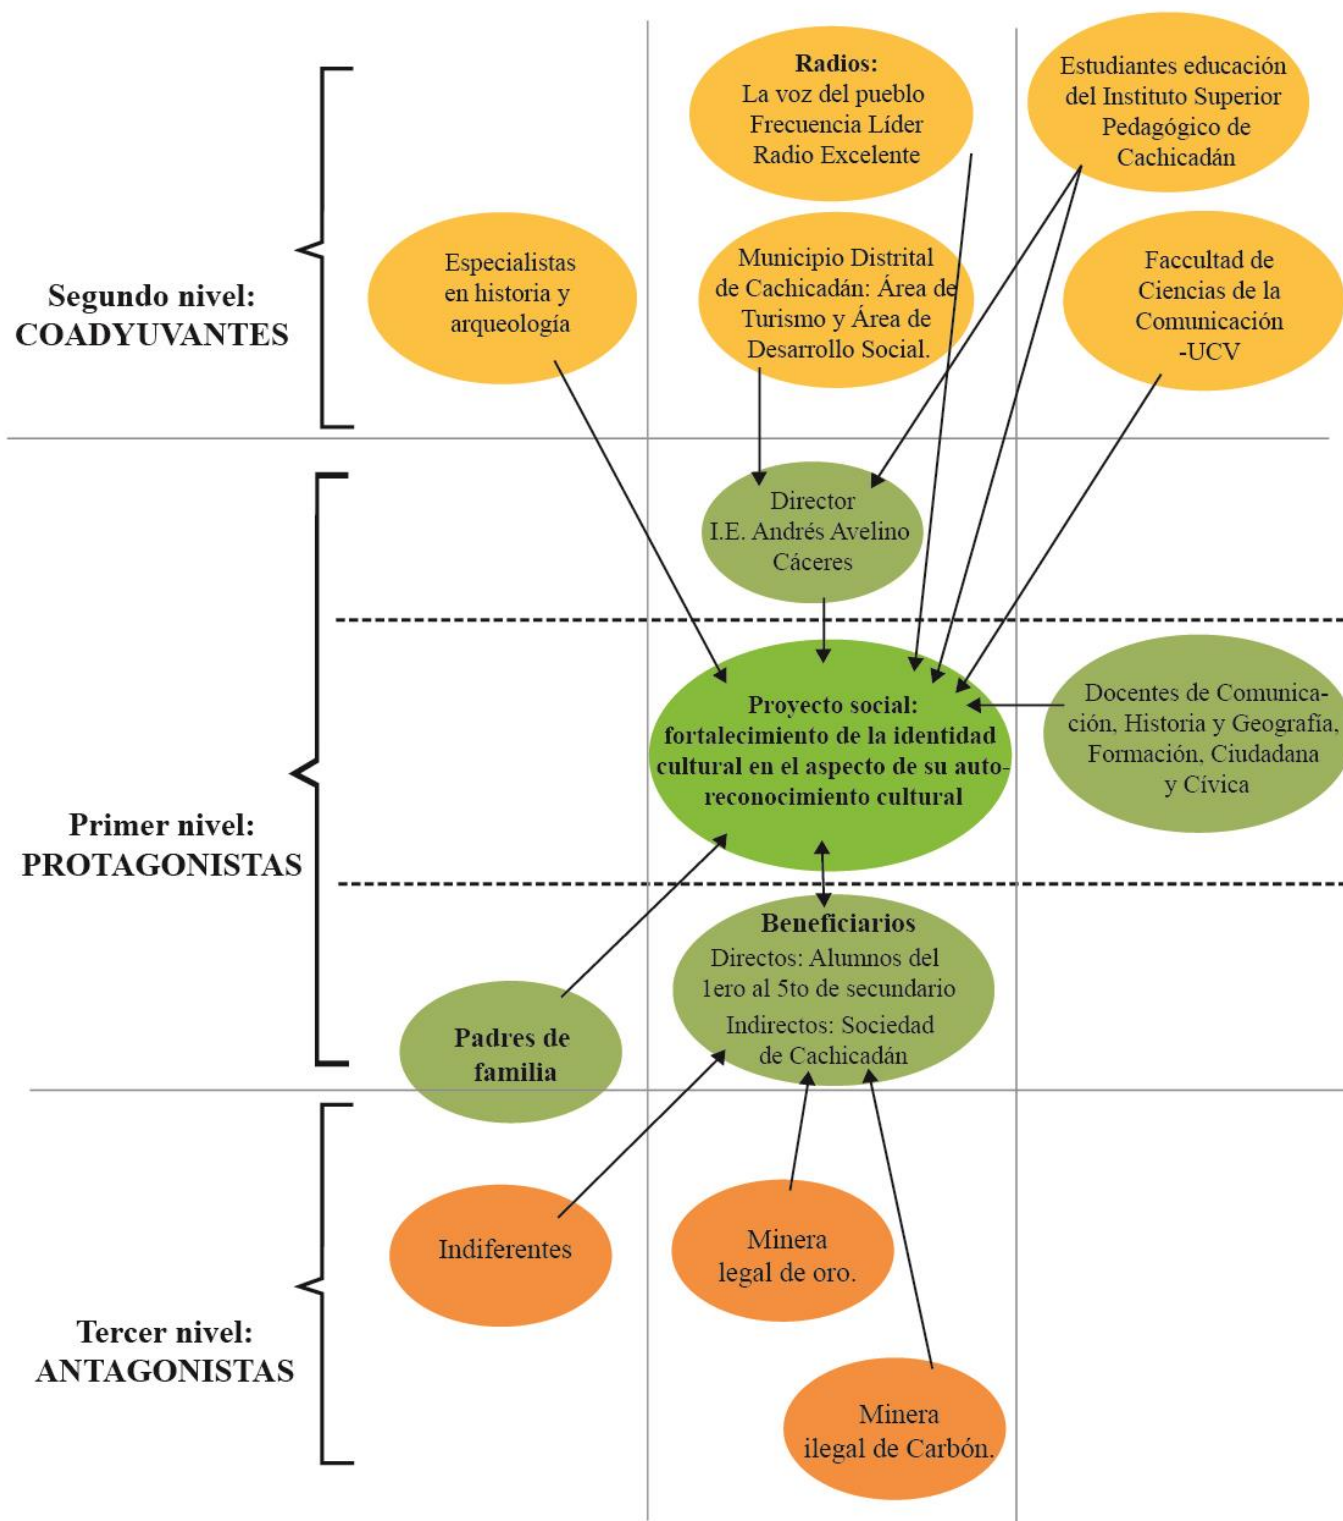 Radios:
La voz del pueblo
Frecuencia Líder
Radio Excelente
Estudiantes educación
del Instituto Superior
Pedagógico de
Cachicadán
Segundo nivel:
COADYUVANTES
Especialistas
en historia y
arqueología
Municipio Distrital
de Cachicadán: Área de
Turismo y Área de
Desarrollo Social.
Faccultad de
Ciencias de la
Comunicación
-UCV
Director
I.E. Andrés Avelino
Cáceres
Primer nivel:
PROTAGONISTAS
Proyecto social:
fortalecimiento de la identidad
cultural en el aspecto de su auto-
reconocimiento cultural
Docentes de Comunica-
ción, Historia y Geografía,
Formación, Ciudadana
y Cívica
Padres de
familia
Beneficiarios
Directos: Alumnos del
1ero al 5to de secundario
Indirectos: Sociedad
de Cachicadán
Tercer nivel:
ANTAGONISTAS
Indiferentes
Minera
legal de oro.
Minera
ilegal de Carbón.